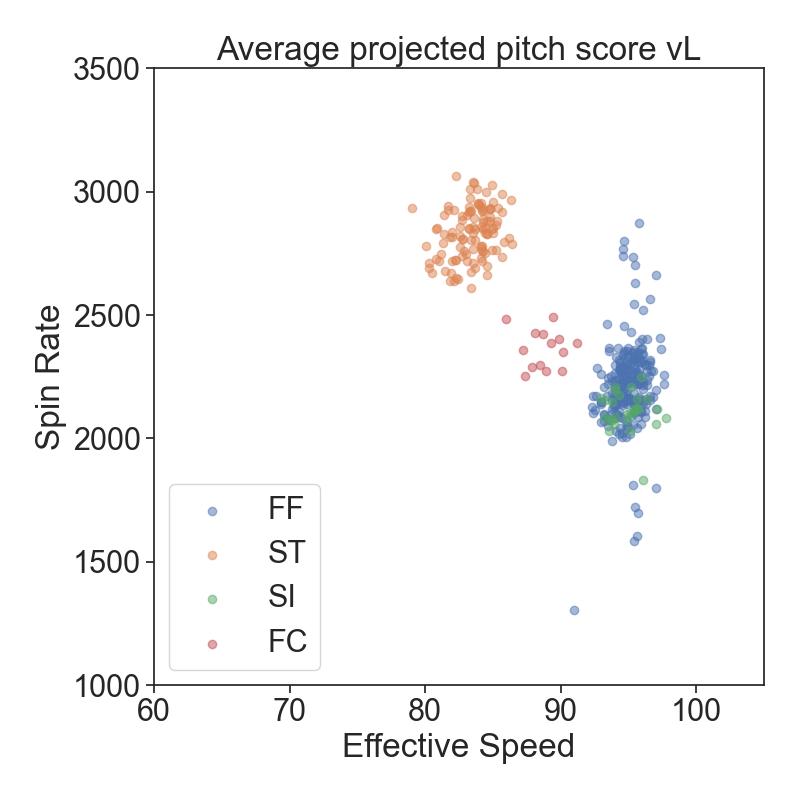 Average projected pitch score vL
3500
3000
2500
2000
1500
1000
Spin Rate
FF
ST
SI
FC
60 70 80 90 100
Effective Speed